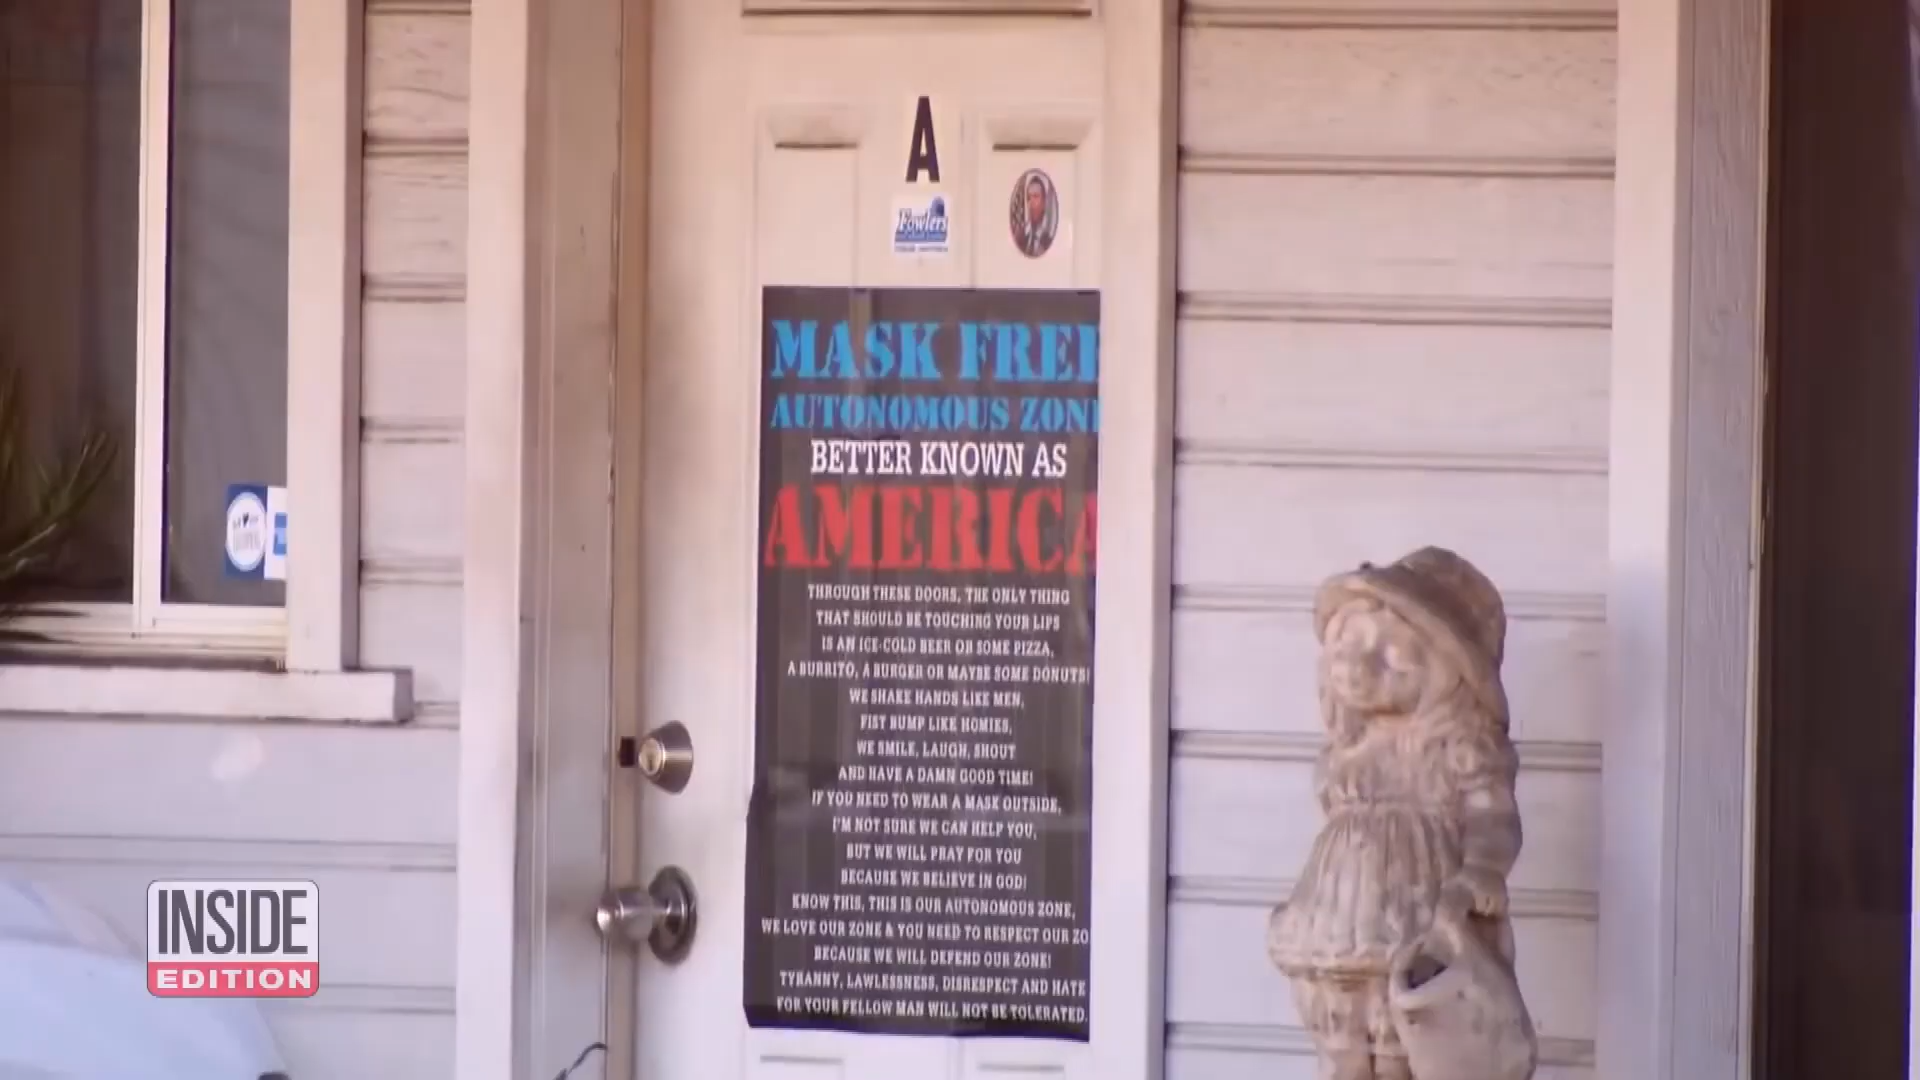 A
Fowlers
MASK FREE
AUTONOMOUS ZONE
BETTER KNOWN AS
AMERICA
THROUGH THESE DOORS, THE ONLY THING
THAT SHOULD BE TOUCHING YOUR LIPS
IS AN ICE-COLD BEER OR SOME PIZZA,
A BURRITO, A BURGER OR MAYBE SOME DONUTS!
WE SHAKE HANDS LIKE MEN,
FIST BUMP LIKE HOMIES,
WE SMILE, LAUGH, SHOUT
AND HAVE A DAMN GOOD TIME!
IF YOU NEED TO WEAR A MASK OUTSIDE,
I'M NOT SURE WE CAN HELP YOU,
BUT WE WILL PRAY FOR YOU
BECAUSE WE BELIEVE IN GOD!
KNOW THIS, THIS IS OUR AUTONOMOUS ZONE,
WE LOVE OUR ZONE & YOU NEED TO RESPECT OUR ZO
BECAUSE WE WILL DEFEND OUR ZONE!
TYRANNY, LAWLESSNESS, DISRESPECT AND HATE
FOR YOUR FELLOW MAN WILL NOT BE TOLERATED.
INSIDE
EDITION